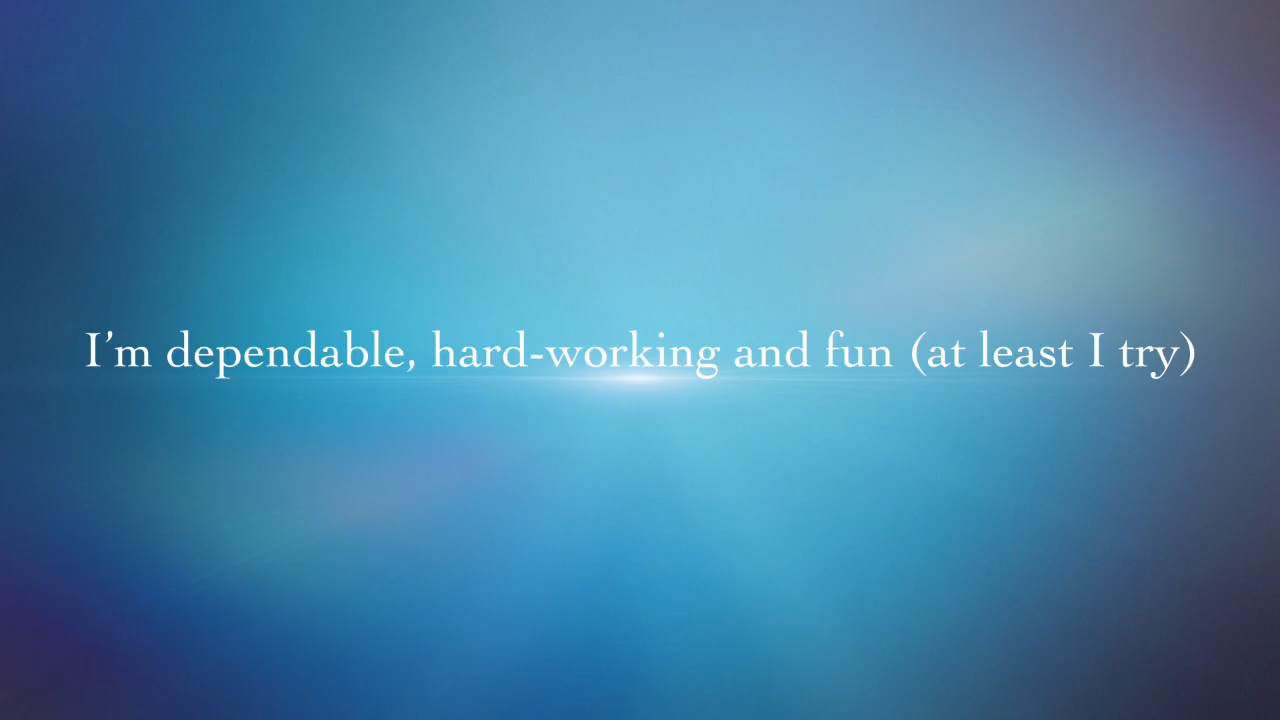 I’m dependable, hard-working and fun (at least I try)